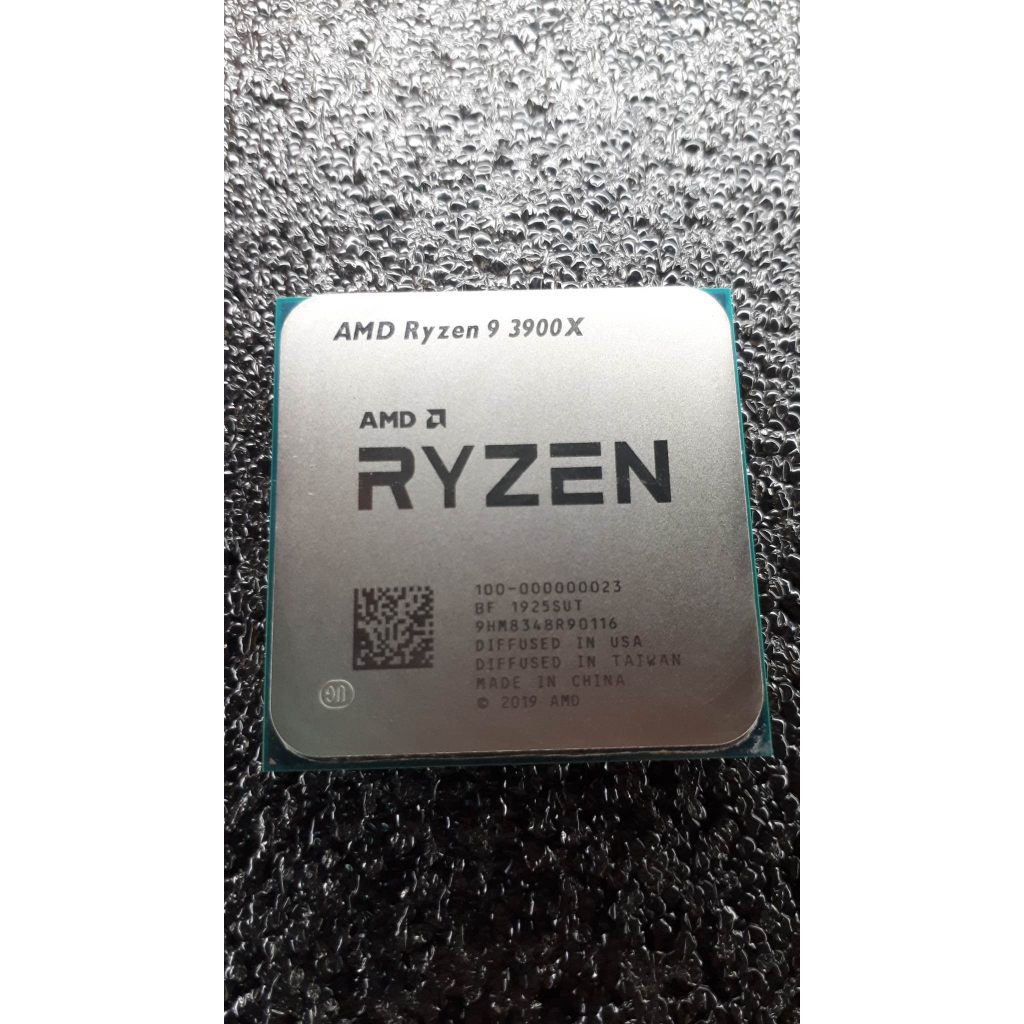 AMD Ryzen 9 3900X
AMD
RYZEN
100-000000023
BF 1925SUT
9HM8348R90116
DIFFUSED IN USA
DIFFUSED IN TAIWAN
MADE IN CHINA
© 2019 AMD